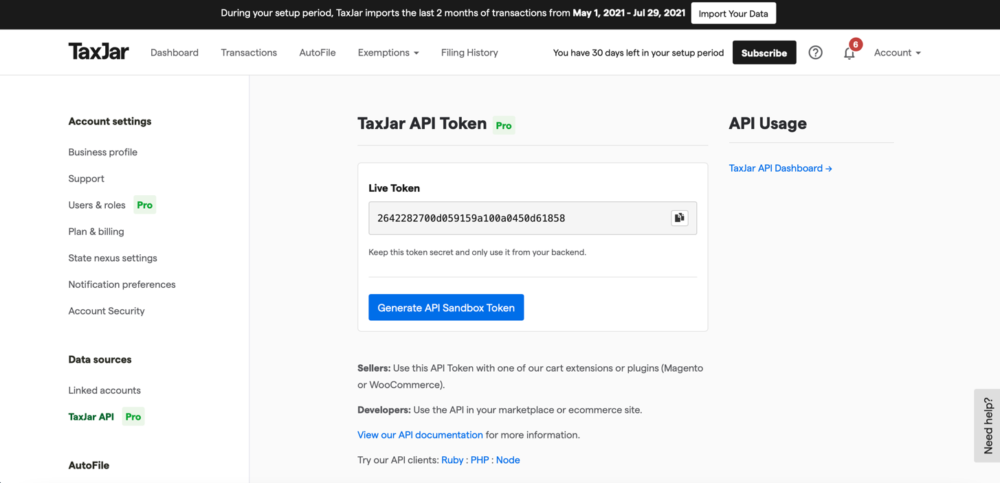 During your setup period, TaxJar imports the last 2 months of transactions from May 1, 2021 - Jul 29, 2021 Import Your Data
TaxJar Dashboard Transactions AutoFile Exemptions Filing History You have 30 days left in your setup period Subscribe 6 Account
Account settings
Business profile
Support
Users & roles Pro
Plan & billing
State nexus settings
Notification preferences
Account Security
Data sources
Linked accounts
TaxJar API Pro
AutoFile
TaxJar API Token Pro
Live Token
2642282700d059159a100a0450d61858
Keep this token secret and only use it from your backend.
Generate API Sandbox Token
Sellers: Use this API Token with one of our cart extensions or plugins (Magento
or WooCommerce).
Developers: Use the API in your marketplace or ecommerce site.
View our API documentation for more information.
Try our API clients: Ruby : PHP : Node
API Usage
TaxJar API Dashboard →
Need help?